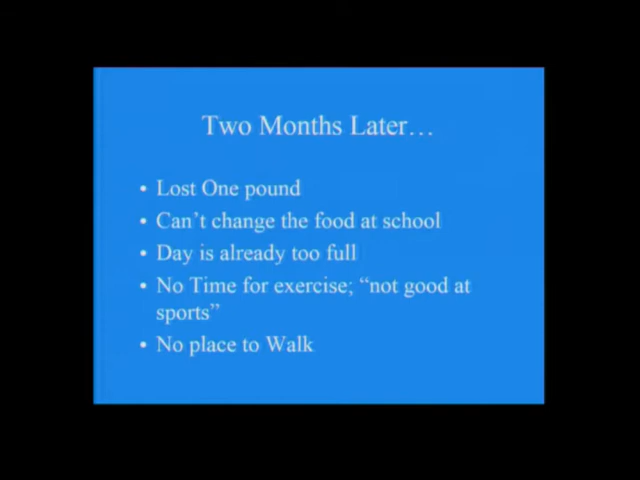 Two Months Later…
• Lost One pound
• Can't change the food at school
• Day is already too full
• No Time for exercise; “not good at
sports”
• No place to Walk